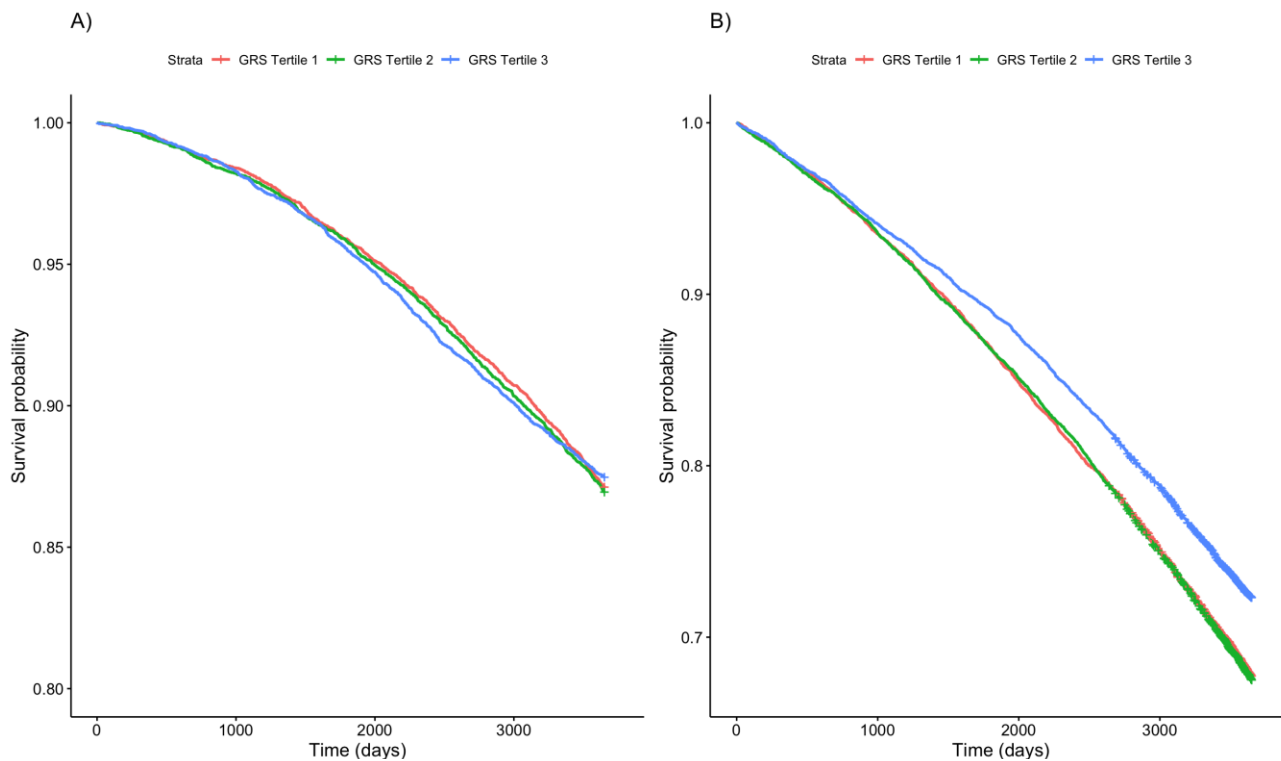 A)
Strata GRS Tertile 1 GRS Tertile 2 GRS Tertile 3
1.00
0.95
0.90
0.85
0.80
Survival probability
0 1000 2000 3000
Time (days)
B)
Strata GRS Tertile 1 GRS Tertile 2 GRS Tertile 3
1.0
0.9
0.8
0.7
Survival probability
0 1000 2000 3000
Time (days)